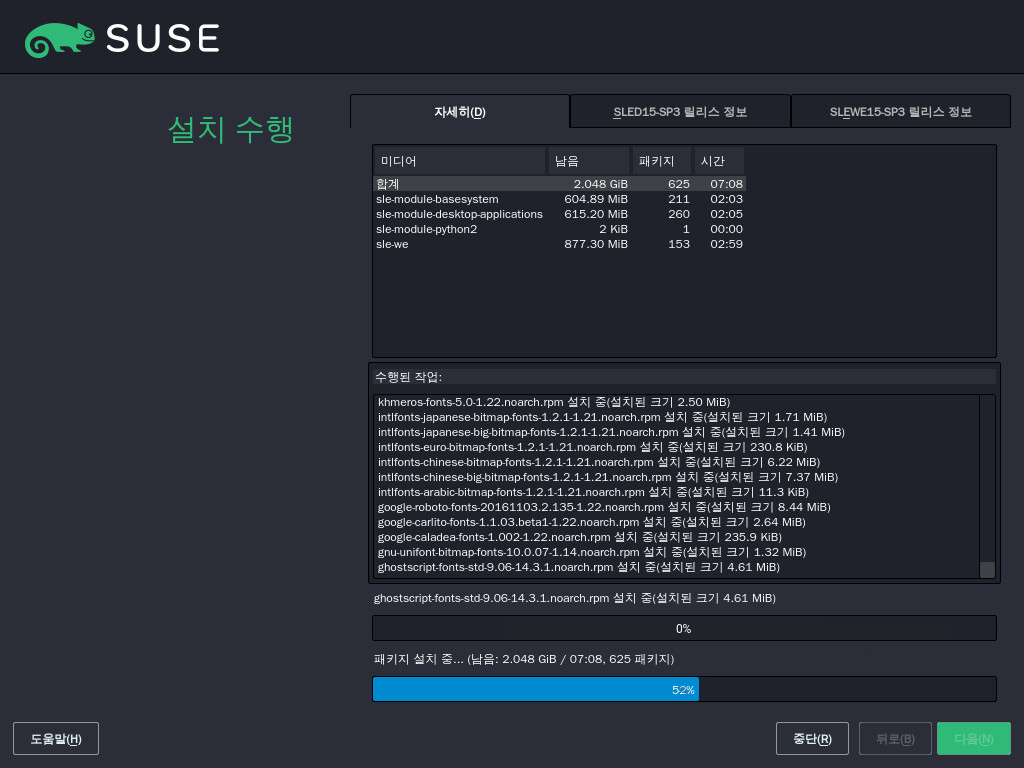 SUSE
설치 수행
자세히(D) SLED15-SP3 릴리스 정보 SLEWE15-SP3 릴리스 정보
미디어 남음 패키지 시간
합계 2.048 GiB 625 07:08
sle-module-basesystem 604.89 MiB 211 02:03
sle-module-desktop-applications 615.20 MiB 260 02:05
sle-module-python2 2 KiB 1 00:00
sle-we 877.30 MiB 153 02:59
수행된 작업:
khmeros-fonts-5.0-1.22.noarch.rpm 설치 중(설치된 크기 2.50 MiB)
intlfonts-japanese-bitmap-fonts-1.2.1-1.21.noarch.rpm 설치 중(설치된 크기 1.71 MiB)
intlfonts-japanese-big-bitmap-fonts-1.2.1-1.21.noarch.rpm 설치 중(설치된 크기 1.41 MiB)
intlfonts-euro-bitmap-fonts-1.2.1-1.21.noarch.rpm 설치 중(설치된 크기 230.8 KiB)
intlfonts-chinese-bitmap-fonts-1.2.1-1.21.noarch.rpm 설치 중(설치된 크기 6.22 MiB)
intlfonts-chinese-big-bitmap-fonts-1.2.1-1.21.noarch.rpm 설치 중(설치된 크기 7.37 MiB)
intlfonts-arabic-bitmap-fonts-1.2.1-1.21.noarch.rpm 설치 중(설치된 크기 11.3 KiB)
google-roboto-fonts-20161103.2.135-1.22.noarch.rpm 설치 중(설치된 크기 8.44 MiB)
google-carlito-fonts-1.1.03.beta1-1.22.noarch.rpm 설치 중(설치된 크기 2.64 MiB)
google-caladea-fonts-1.002-1.22.noarch.rpm 설치 중(설치된 크기 235.9 KiB)
gnu-unifont-bitmap-fonts-10.0.07-1.14.noarch.rpm 설치 중(설치된 크기 1.32 MiB)
ghostscript-fonts-std-9.06-14.3.1.noarch.rpm 설치 중(설치된 크기 4.61 MiB)
ghostscript-fonts-std-9.06-14.3.1.noarch.rpm 설치 중(설치된 크기 4.61 MiB)
0%
패키지 설치 중... (남음: 2.048 GiB / 07:08, 625 패키지)
52%
도움말(H) 중단(R) 뒤로(B) 다음(N)